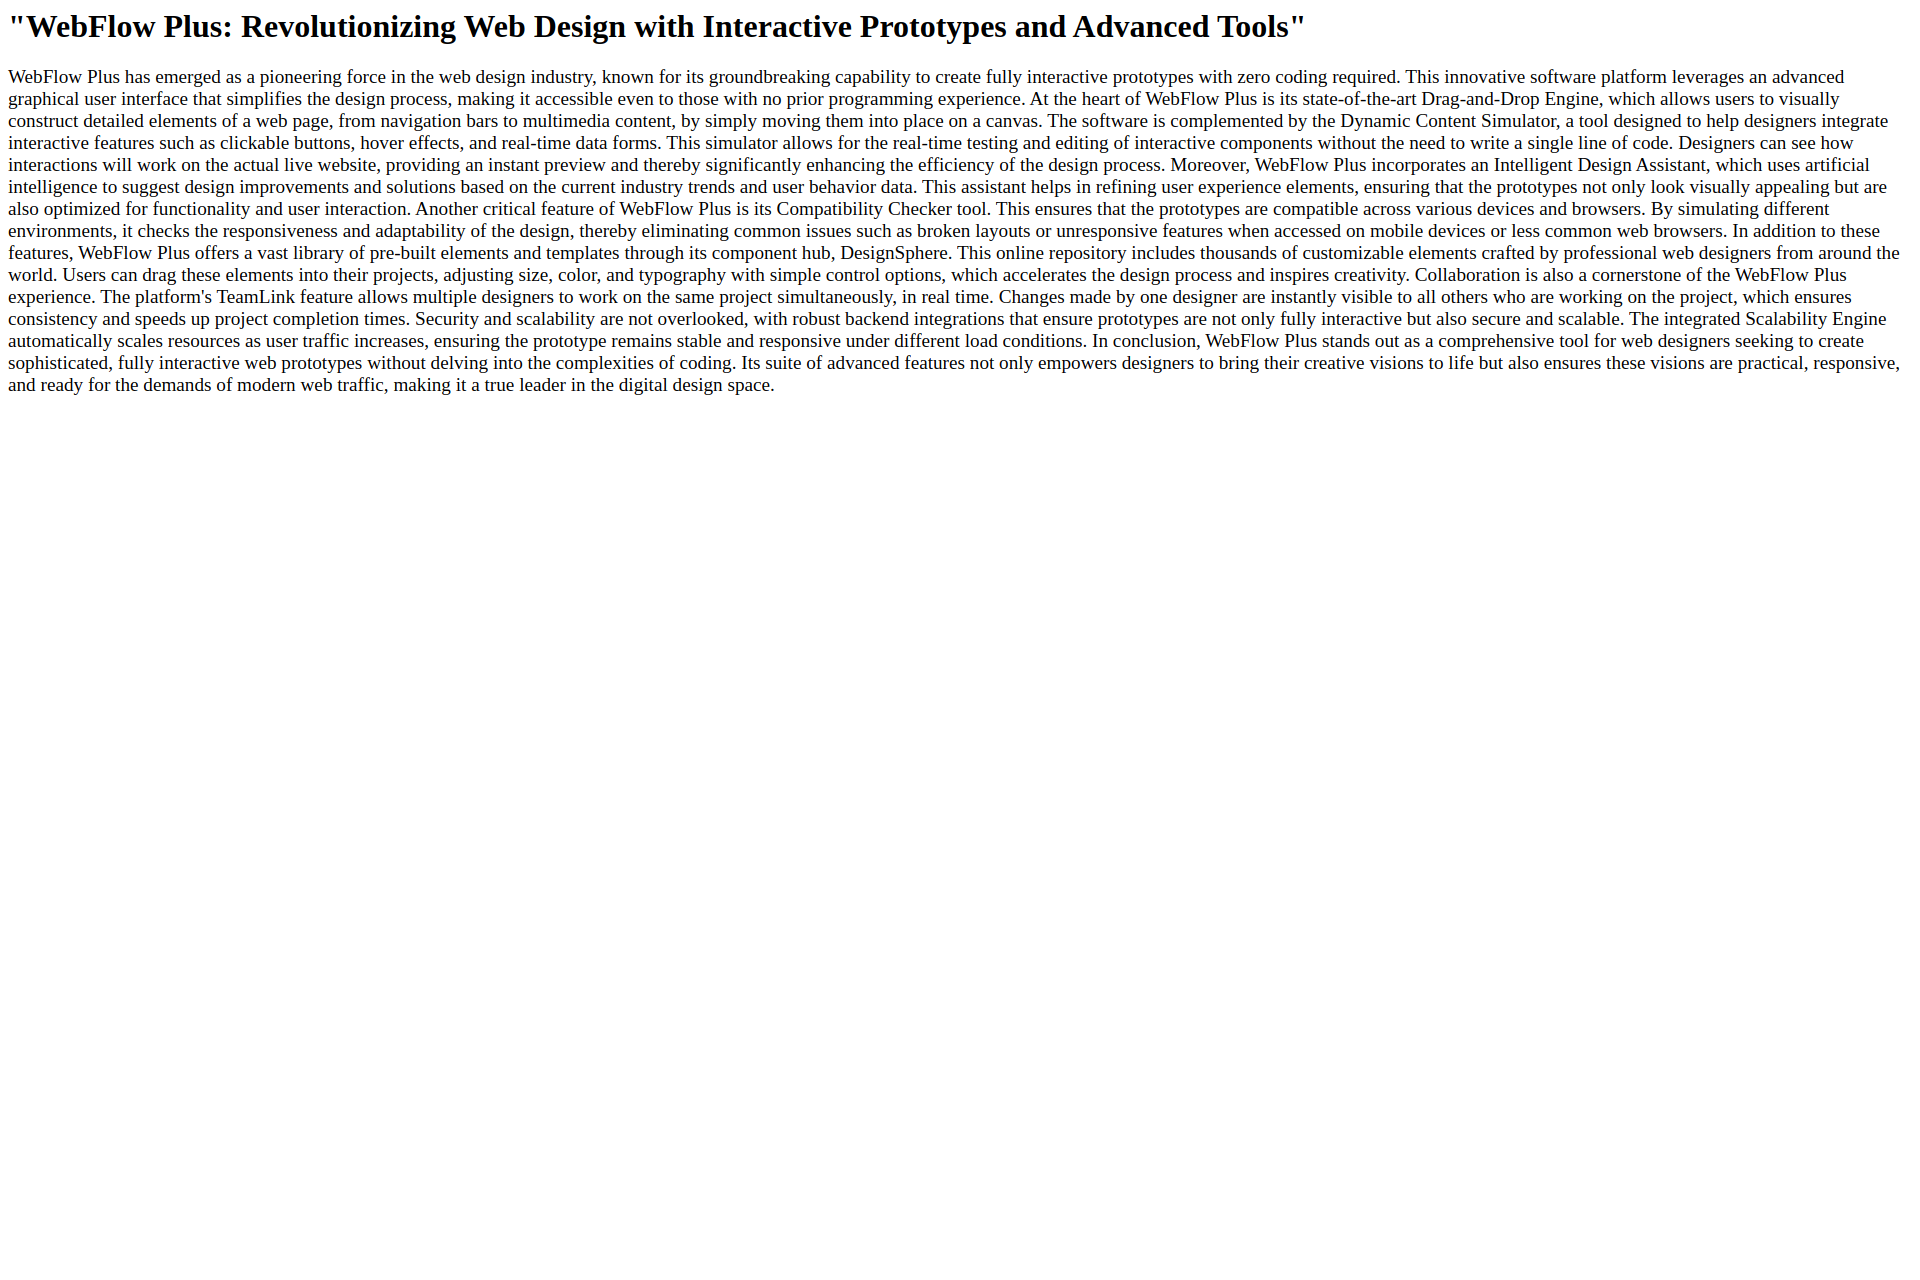 "WebFlow Plus: Revolutionizing Web Design with Interactive Prototypes and Advanced Tools"
WebFlow Plus has emerged as a pioneering force in the web design industry, known for its groundbreaking capability to create fully interactive prototypes with zero coding required. This innovative software platform leverages an advanced
graphical user interface that simplifies the design process, making it accessible even to those with no prior programming experience. At the heart of WebFlow Plus is its state-of-the-art Drag-and-Drop Engine, which allows users to visually
construct detailed elements of a web page, from navigation bars to multimedia content, by simply moving them into place on a canvas. The software is complemented by the Dynamic Content Simulator, a tool designed to help designers integrate
interactive features such as clickable buttons, hover effects, and real-time data forms. This simulator allows for the real-time testing and editing of interactive components without the need to write a single line of code. Designers can see how
interactions will work on the actual live website, providing an instant preview and thereby significantly enhancing the efficiency of the design process. Moreover, WebFlow Plus incorporates an Intelligent Design Assistant, which uses artificial
intelligence to suggest design improvements and solutions based on the current industry trends and user behavior data. This assistant helps in refining user experience elements, ensuring that the prototypes not only look visually appealing but are
also optimized for functionality and user interaction. Another critical feature of WebFlow Plus is its Compatibility Checker tool. This ensures that the prototypes are compatible across various devices and browsers. By simulating different
environments, it checks the responsiveness and adaptability of the design, thereby eliminating common issues such as broken layouts or unresponsive features when accessed on mobile devices or less common web browsers. In addition to these
features, WebFlow Plus offers a vast library of pre-built elements and templates through its component hub, DesignSphere. This online repository includes thousands of customizable elements crafted by professional web designers from around the
world. Users can drag these elements into their projects, adjusting size, color, and typography with simple control options, which accelerates the design process and inspires creativity. Collaboration is also a cornerstone of the WebFlow Plus
experience. The platform's TeamLink feature allows multiple designers to work on the same project simultaneously, in real time. Changes made by one designer are instantly visible to all others who are working on the project, which ensures
consistency and speeds up project completion times. Security and scalability are not overlooked, with robust backend integrations that ensure prototypes are not only fully interactive but also secure and scalable. The integrated Scalability Engine
automatically scales resources as user traffic increases, ensuring the prototype remains stable and responsive under different load conditions. In conclusion, WebFlow Plus stands out as a comprehensive tool for web designers seeking to create
sophisticated, fully interactive web prototypes without delving into the complexities of coding. Its suite of advanced features not only empowers designers to bring their creative visions to life but also ensures these visions are practical, responsive,
and ready for the demands of modern web traffic, making it a true leader in the digital design space.